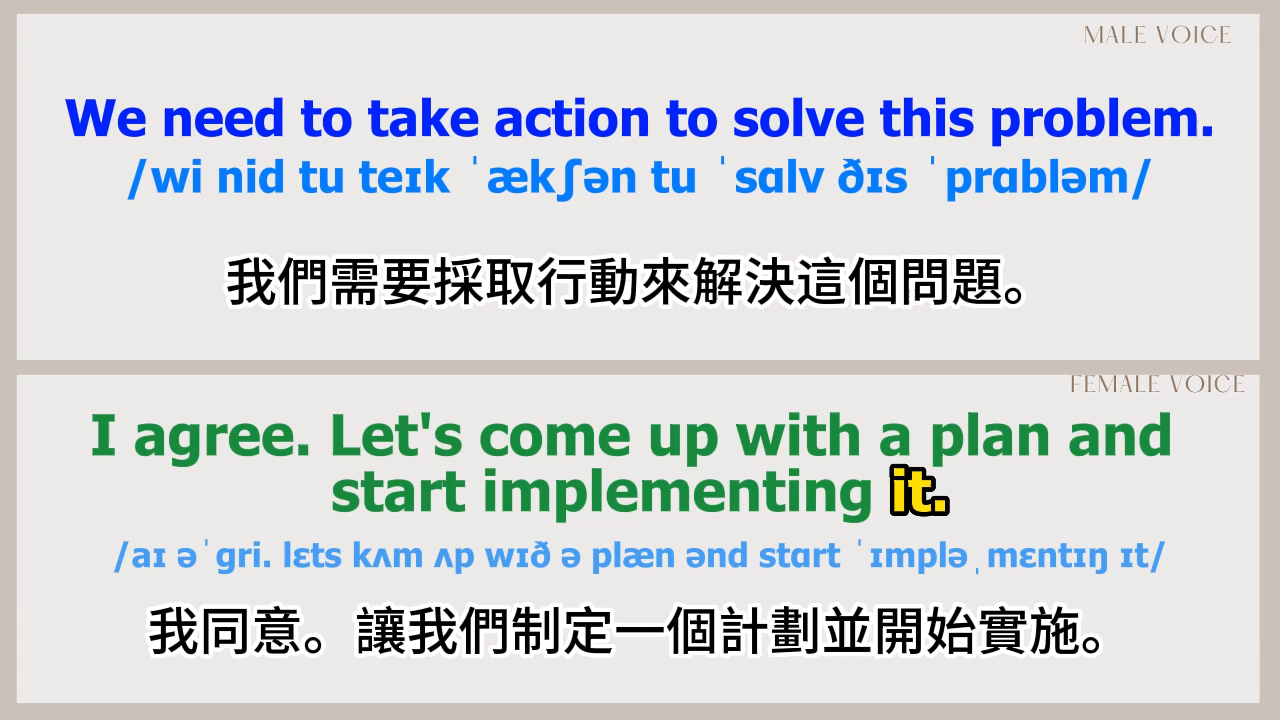 MALE VOICE
We need to take action to solve this problem.
/wi nid tu teɪk ˈækʃən tu ˈsɑlv ðɪs ˈprɑbləm/
我們需要採取行動來解決這個問題。
FEMALE VOICE
I agree. Let's come up with a plan and
start implementing it.
/aɪ əˈgri. lɛts kʌm ʌp wɪð ə plæn ənd stɑrt ˈɪmpləˌmɛntɪŋ ɪt/
我同意。讓我們制定一個計劃並開始實施。